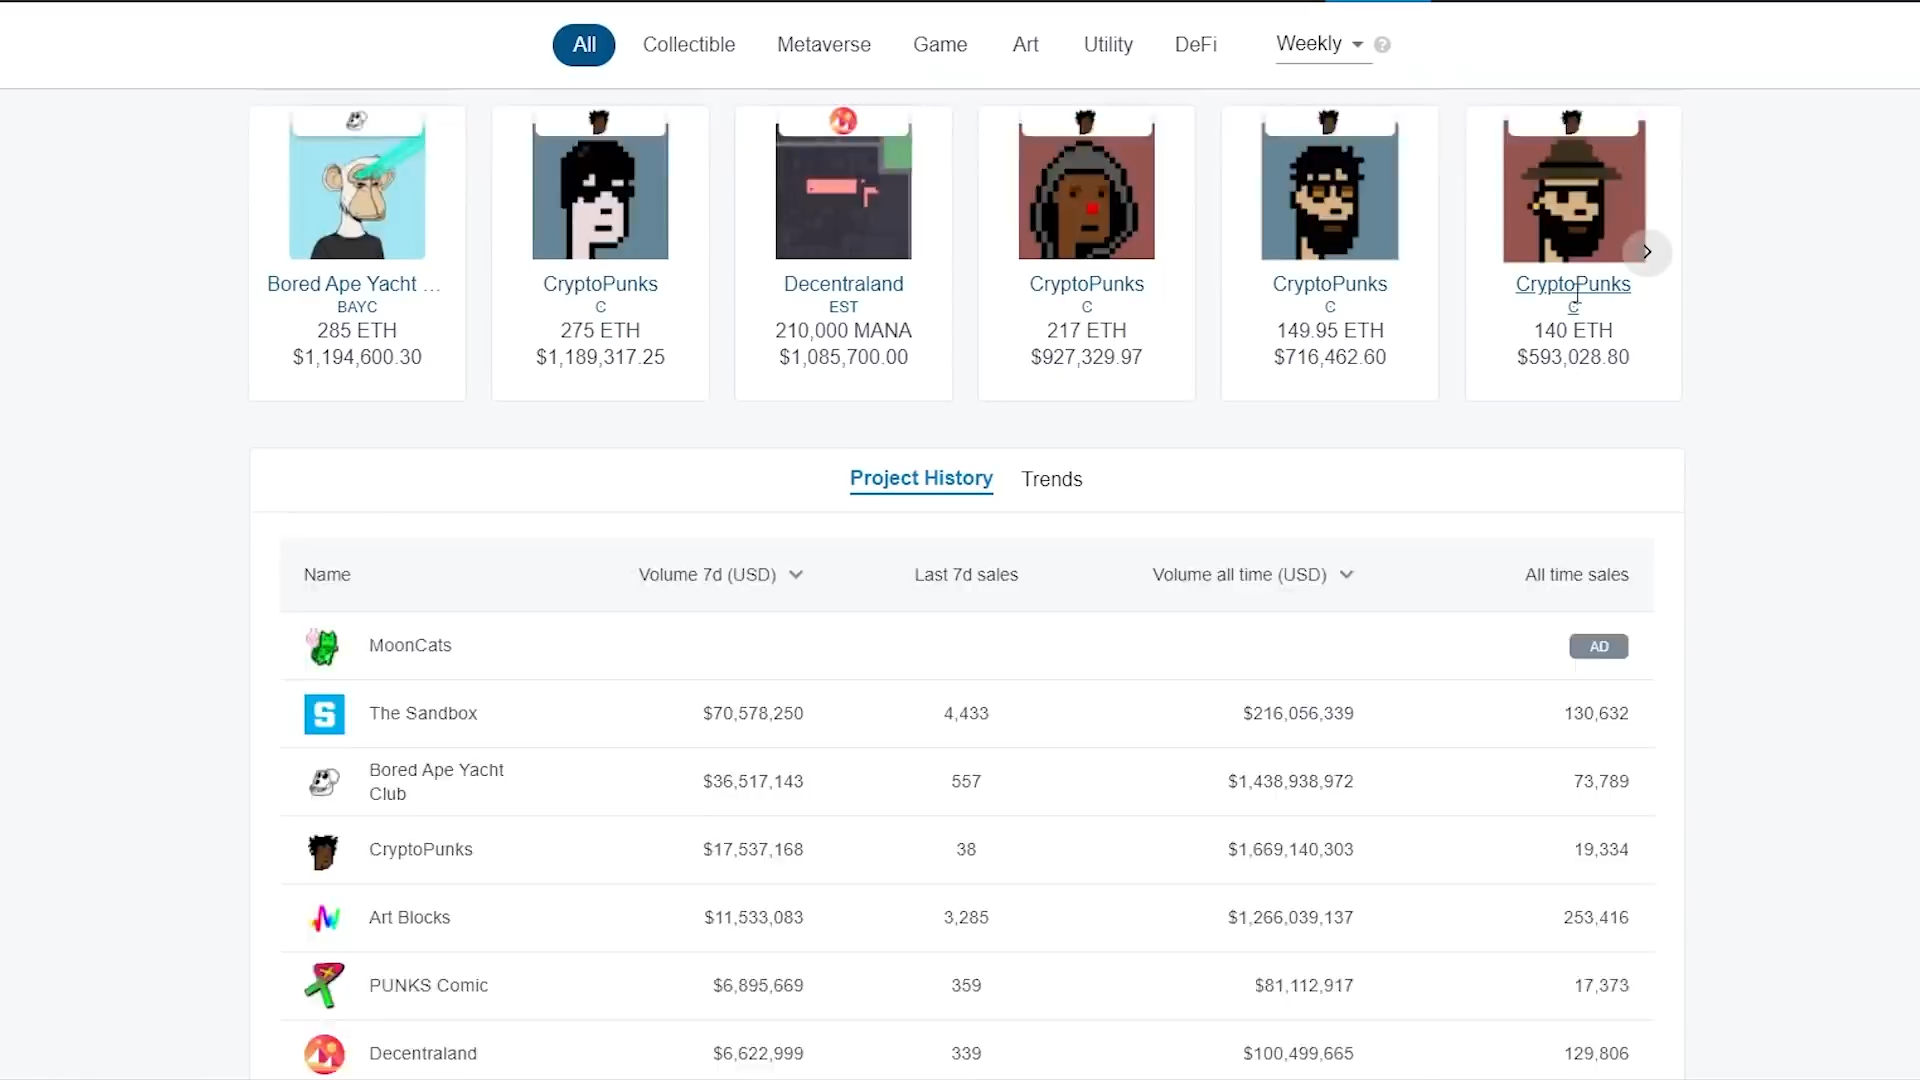 All Collectible Metaverse Game Art Utility DeFi Weekly ?
Bored Ape Yacht ... CryptoPunks Decentraland CryptoPunks CryptoPunks CryptoPunks
BAYC C EST C C C
285 ETH 275 ETH 210,000 MANA 217 ETH 149.95 ETH 140 ETH
$1,194,600.30 $1,189,317.25 $1,085,700.00 $927,329.97 $716,462.60 $593,028.80
Project History Trends
Name Volume 7d (USD) Last 7d sales Volume all time (USD) All time sales
MoonCats AD
S The Sandbox $70,578,250 4,433 $216,056,339 130,632
Bored Ape Yacht
Club $36,517,143 557 $1,438,938,972 73,789
CryptoPunks $17,537,168 38 $1,669,140,303 19,334
Art Blocks $11,533,083 3,285 $1,266,039,137 253,416
PUNKS Comic $6,895,669 359 $81,112,917 17,373
Decentraland $6,622,999 339 $100,499,665 129,806